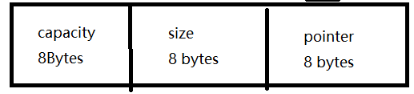 capacity
8Bytes
size
8 bytes
pointer
8 bytes